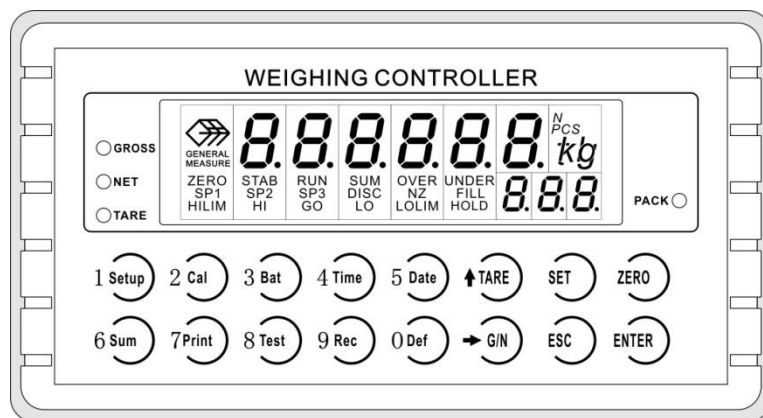 WEIGHING CONTROLLER
GROSS
NET
TARE
GENERAL
MEASURE
8.8.8.8.8.8.
N
PCS
tkg
ZERO STAB RUN SUM OVER UNDER
SP1 SP2 SP3 DISC NZ FILL
HILIM HI GO LO LOLIM HOLD
8.8.8.
PACK
1 Setup 2 Cal 3 Bat 4 Time 5 Date TARE SET ZERO
6 Sum 7 Print 8 Test 9 Rec 0 Def G/N ESC ENTER